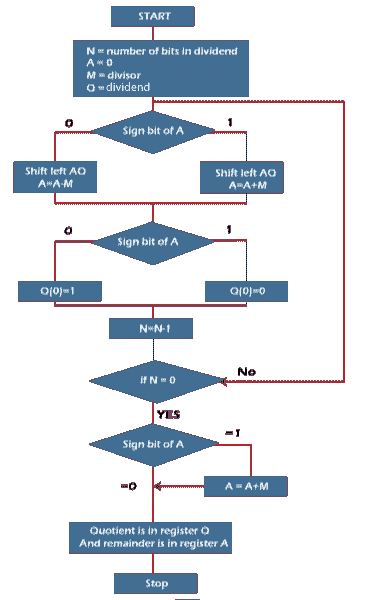 START
N = number of bits in dividend
A = 0
M = divisor
Q = dividend
Sign bit of A
0
1
Shift left AQ
A=A-M
Shift left AQ
A=A+M
Sign bit of A
0
1
Q(0)=1
Q(0)=0
N=N-1
if N = 0
No
YES
Sign bit of A
=1
=0
A = A+M
Quotient is in register Q
And remainder is in register A
Stop